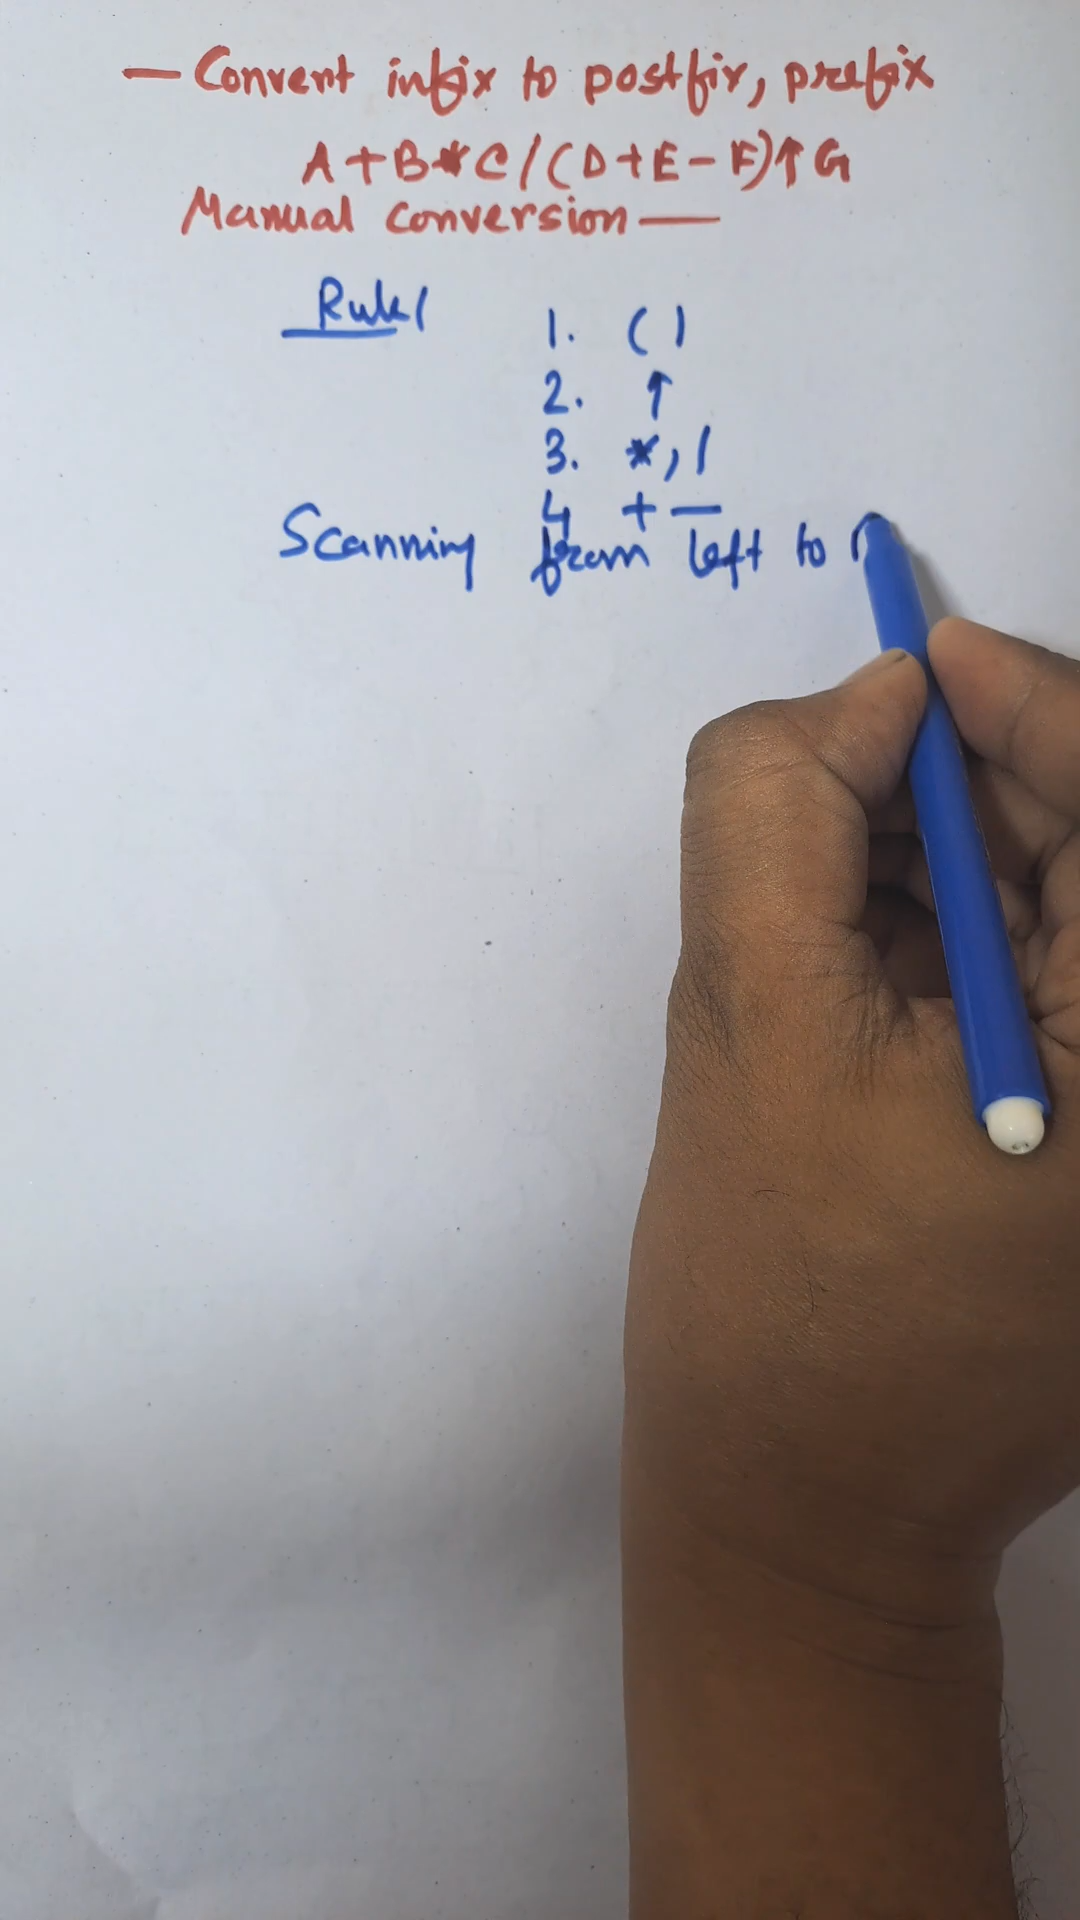 — Convert infix to postfix, prefix
A + B * C / ( D + E - F ) ↑ G
Manual conversion —
Rule/
1. ( )
2. ↑
3. *, /
4 + -
Scanning from left to